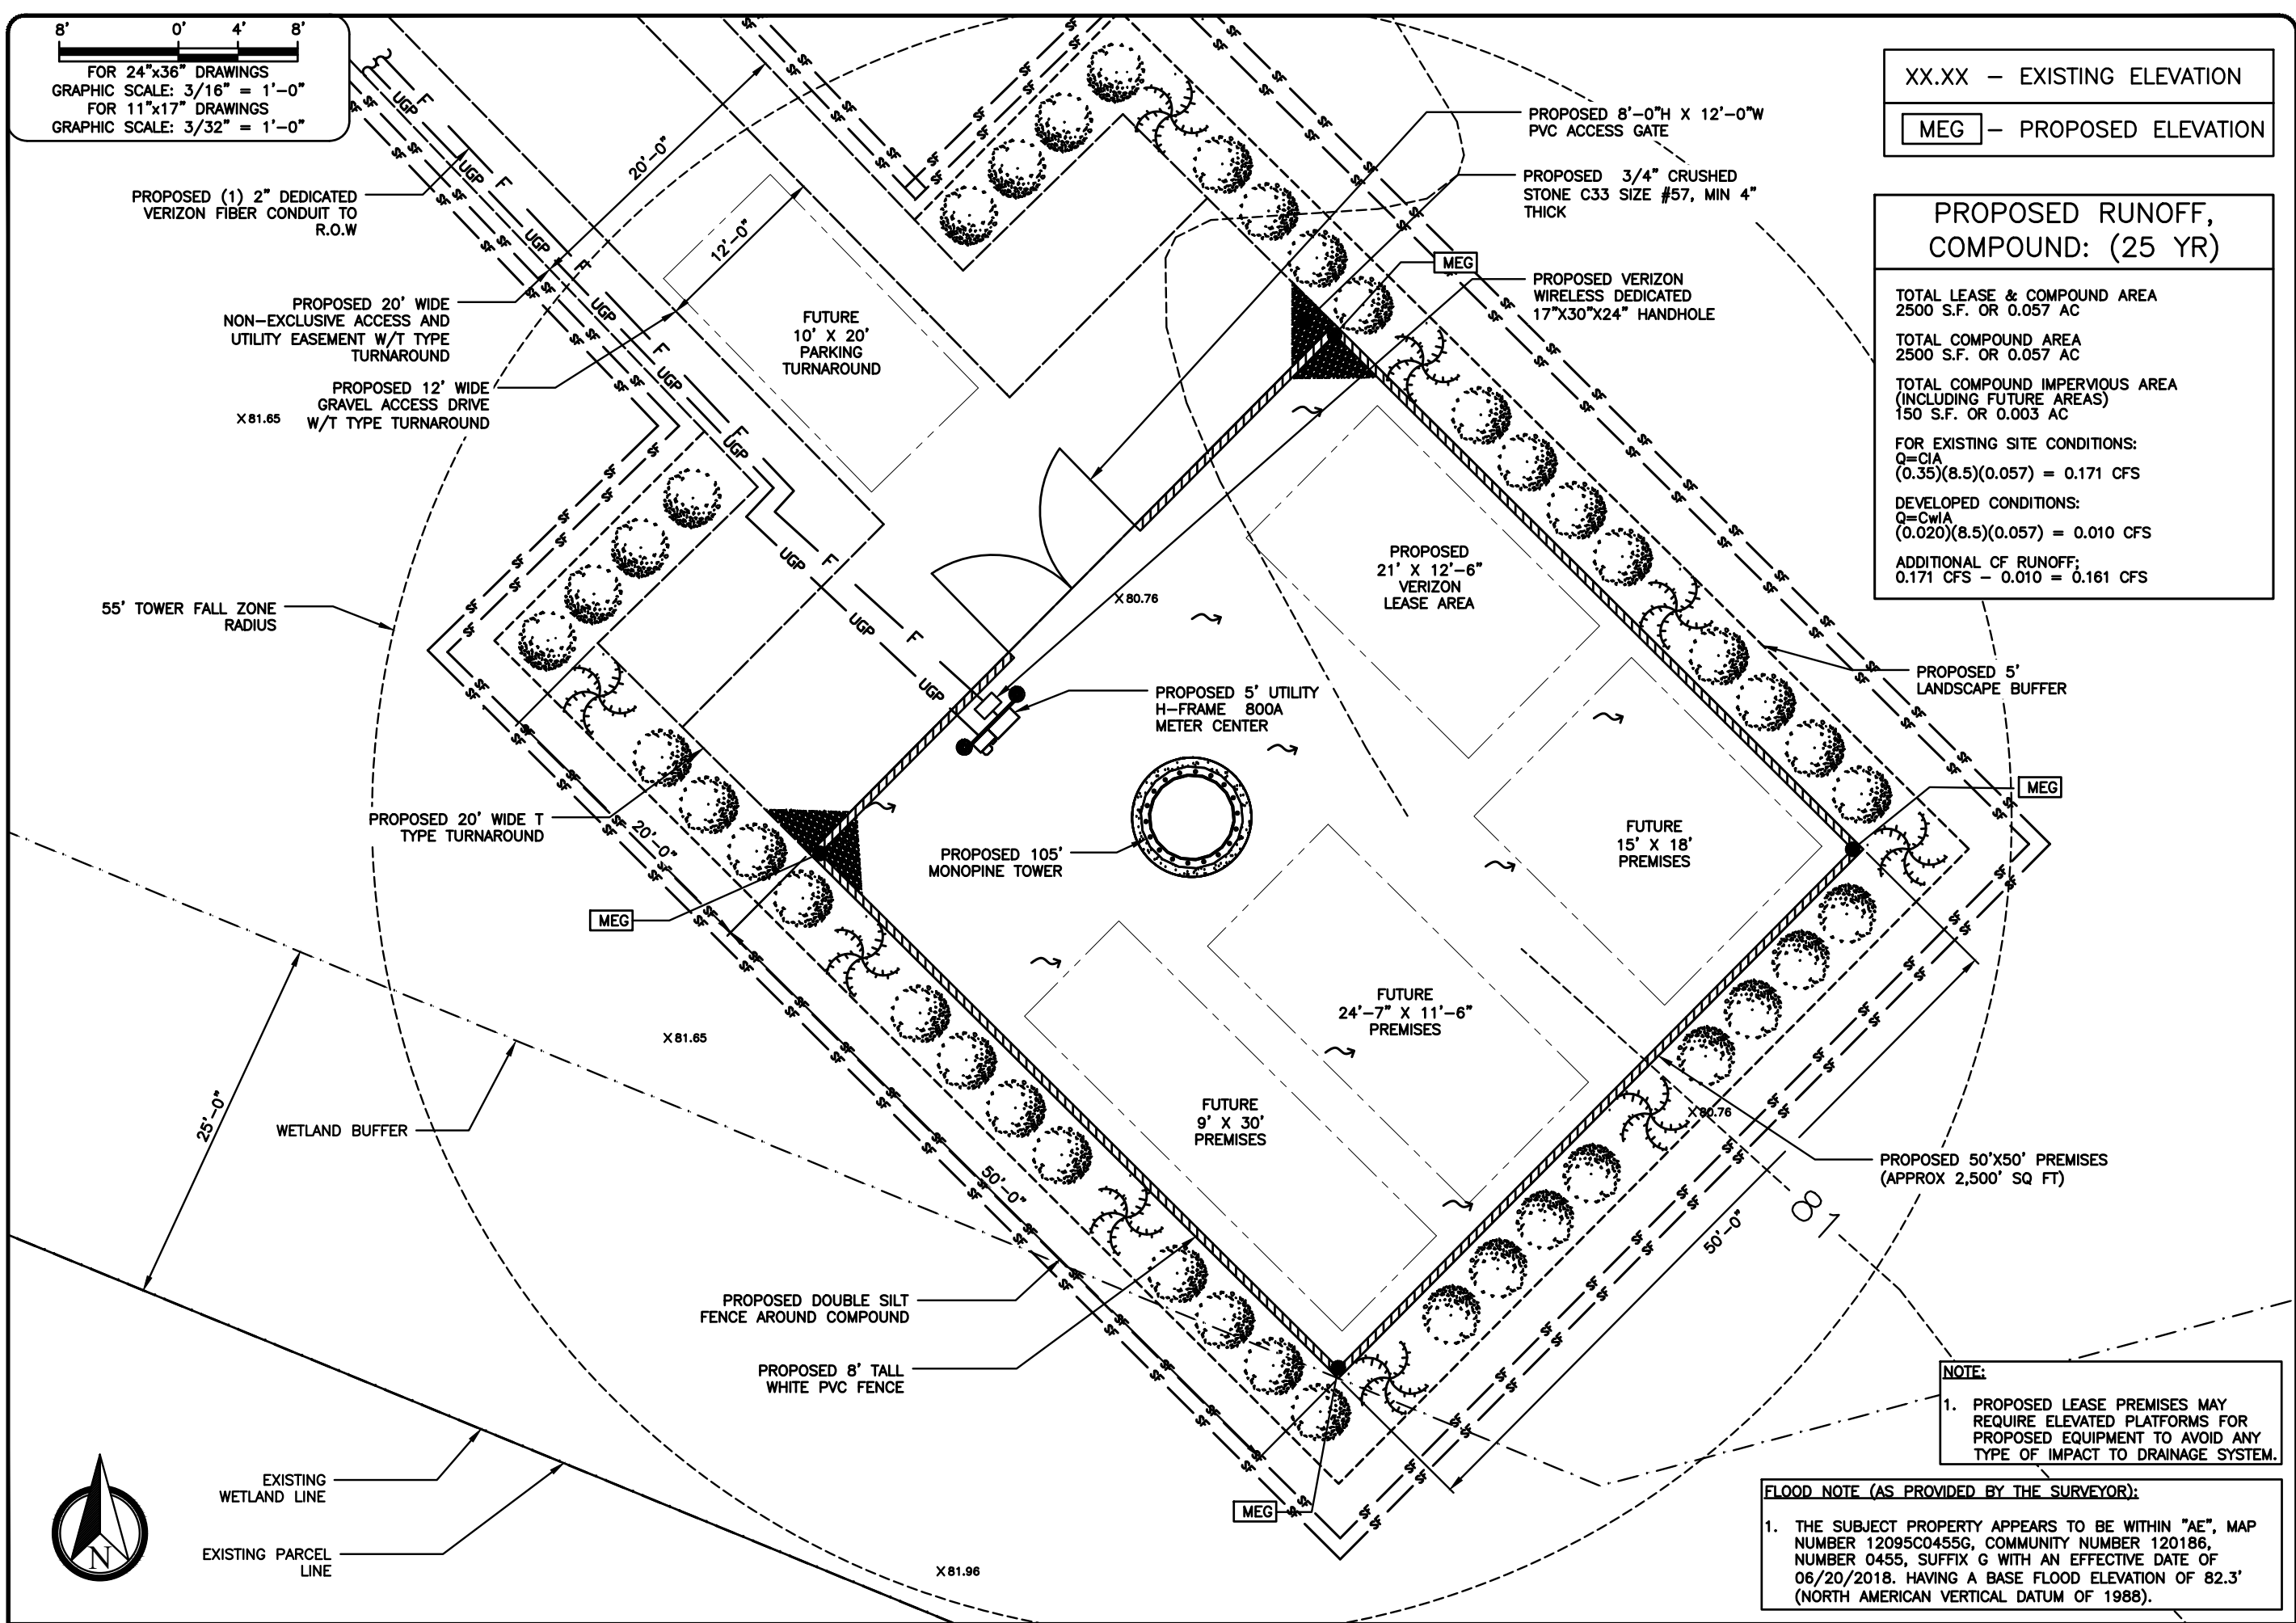 8' 0' 4' 8'
FOR 24"x36" DRAWINGS
GRAPHIC SCALE: 3/16" = 1'-0"
FOR 11"x17" DRAWINGS
GRAPHIC SCALE: 3/32" = 1'-0"
XX.XX - EXISTING ELEVATION
MEG - PROPOSED ELEVATION
PROPOSED RUNOFF,
COMPOUND: (25 YR)
TOTAL LEASE & COMPOUND AREA
2500 S.F. OR 0.057 AC
TOTAL COMPOUND AREA
2500 S.F. OR 0.057 AC
TOTAL COMPOUND IMPERVIOUS AREA
(INCLUDING FUTURE AREAS)
150 S.F. OR 0.003 AC
FOR EXISTING SITE CONDITIONS:
Q=CIA
(0.35)(8.5)(0.057) = 0.171 CFS
DEVELOPED CONDITIONS:
Q=CwIA
(0.020)(8.5)(0.057) = 0.010 CFS
ADDITIONAL CF RUNOFF;
0.171 CFS - 0.010 = 0.161 CFS
PROPOSED 8'-0"H X 12'-0"W
PVC ACCESS GATE
PROPOSED 3/4" CRUSHED
STONE C33 SIZE #57, MIN 4"
THICK
MEG
PROPOSED VERIZON
WIRELESS DEDICATED
17"X30"X24" HANDHOLE
PROPOSED (1) 2" DEDICATED
VERIZON FIBER CONDUIT TO
R.O.W
PROPOSED 20' WIDE
NON-EXCLUSIVE ACCESS AND
UTILITY EASEMENT W/T TYPE
TURNAROUND
PROPOSED 12' WIDE
GRAVEL ACCESS DRIVE
W/T TYPE TURNAROUND
X 81.65
20'-0"
12'-0"
UGP
F
UGP
F
UGP
F
UGP
F
UGP
F
UGP
F
UGP
F
UGP
F
UGP
SF
SF
SF
SF
FUTURE
10' X 20'
PARKING
TURNAROUND
55' TOWER FALL ZONE
RADIUS
X 80.76
PROPOSED
21' X 12'-6"
VERIZON
LEASE AREA
PROPOSED 5'
LANDSCAPE BUFFER
PROPOSED 5' UTILITY
H-FRAME 800A
METER CENTER
MEG
PROPOSED 20' WIDE T
TYPE TURNAROUND
20'-0"
PROPOSED 105'
MONOPINE TOWER
FUTURE
15' X 18'
PREMISES
MEG
FUTURE
24'-7" X 11'-6"
PREMISES
X 81.65
25'-0"
WETLAND BUFFER
FUTURE
9' X 30'
PREMISES
X 80.76
PROPOSED 50'X50' PREMISES
(APPROX 2,500' SQ FT)
81
50'-0"
50'-0"
PROPOSED DOUBLE SILT
FENCE AROUND COMPOUND
PROPOSED 8' TALL
WHITE PVC FENCE
MEG
EXISTING
WETLAND LINE
EXISTING PARCEL
LINE
N
X 81.96
NOTE:
1. PROPOSED LEASE PREMISES MAY
REQUIRE ELEVATED PLATFORMS FOR
PROPOSED EQUIPMENT TO AVOID ANY
TYPE OF IMPACT TO DRAINAGE SYSTEM.
FLOOD NOTE (AS PROVIDED BY THE SURVEYOR):
1. THE SUBJECT PROPERTY APPEARS TO BE WITHIN "AE", MAP
NUMBER 12095C0455G, COMMUNITY NUMBER 120186,
NUMBER 0455, SUFFIX G WITH AN EFFECTIVE DATE OF
06/20/2018. HAVING A BASE FLOOD ELEVATION OF 82.3'
(NORTH AMERICAN VERTICAL DATUM OF 1988).